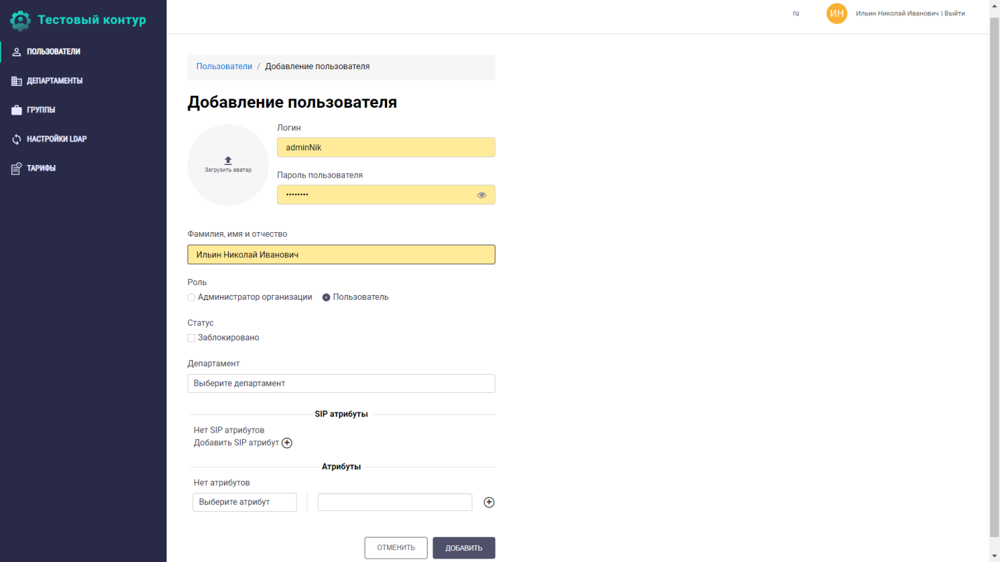 Тестовый контур
ru
ИН
Ильин Николай Иванович | Выйти
ПОЛЬЗОВАТЕЛИ
ДЕПАРТАМЕНТЫ
ГРУППЫ
НАСТРОЙКИ LDAP
ТАРИФЫ
Пользователи / Добавление пользователя
Добавление пользователя
Загрузить аватар
Логин
adminNik
Пароль пользователя
••••••••
Фамилия, имя и отчество
Ильин Николай Иванович
Роль
Администратор организации Пользователь
Статус
Заблокировано
Департамент
Выберите департамент
SIP атрибуты
Нет SIP атрибутов
Добавить SIP атрибут
Атрибуты
Нет атрибутов
Выберите атрибут
ОТМЕНИТЬ ДОБАВИТЬ